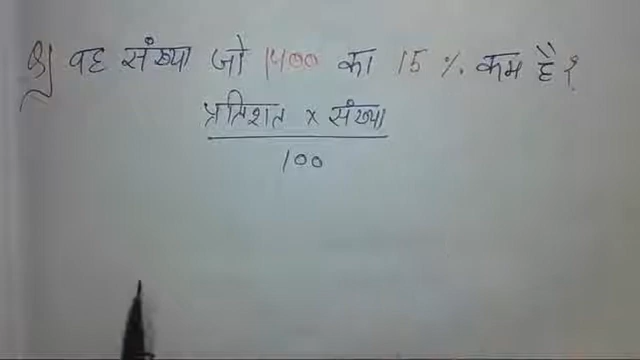 Q) वह संख्या जो 1400 का 15 % कम है ?
प्रतिशत x संख्या
100